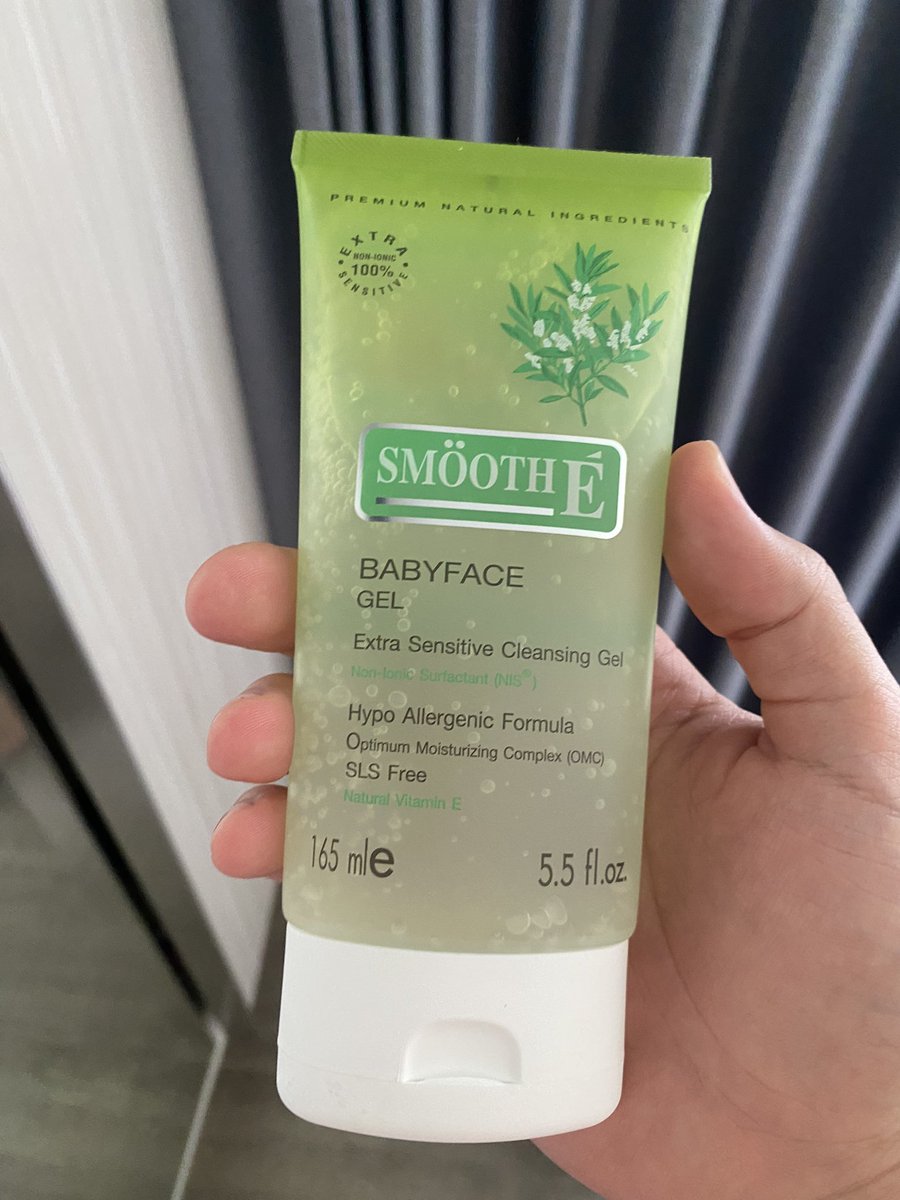 PREMIUM NATURAL INGREDIENTS
EXTRA
NON-IONIC
100%
SENSITIVE
SMÖOTH É
BABYFACE
GEL
Extra Sensitive Cleansing Gel
Non-Ionic Surfactant (NIS®)
Hypo Allergenic Formula
Optimum Moisturizing Complex (OMC)
SLS Free
Natural Vitamin E
165 ml℮ 5.5 fl.oz.